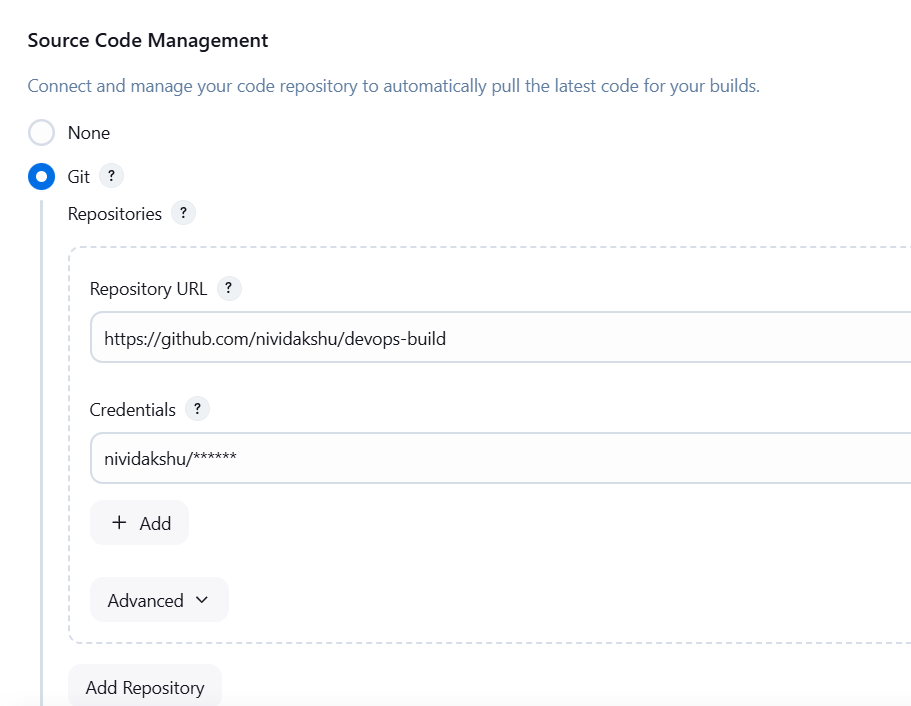 Source Code Management
Connect and manage your code repository to automatically pull the latest code for your builds.
None
Git ?
Repositories ?
Repository URL ?
https://github.com/nividakshu/devops-build
Credentials ?
nividakshu/******
+ Add
Advanced
Add Repository